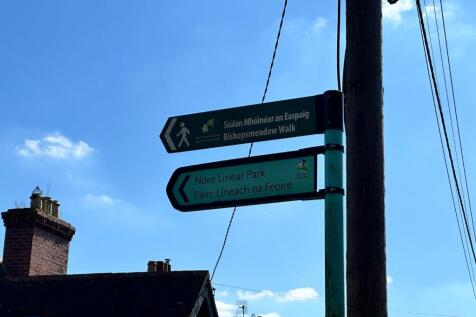 Siúlán Mhóinéar an Easpaig
Bishopsmeadow Walk
Nore Linear Park
Páirc Líneach na Feoire